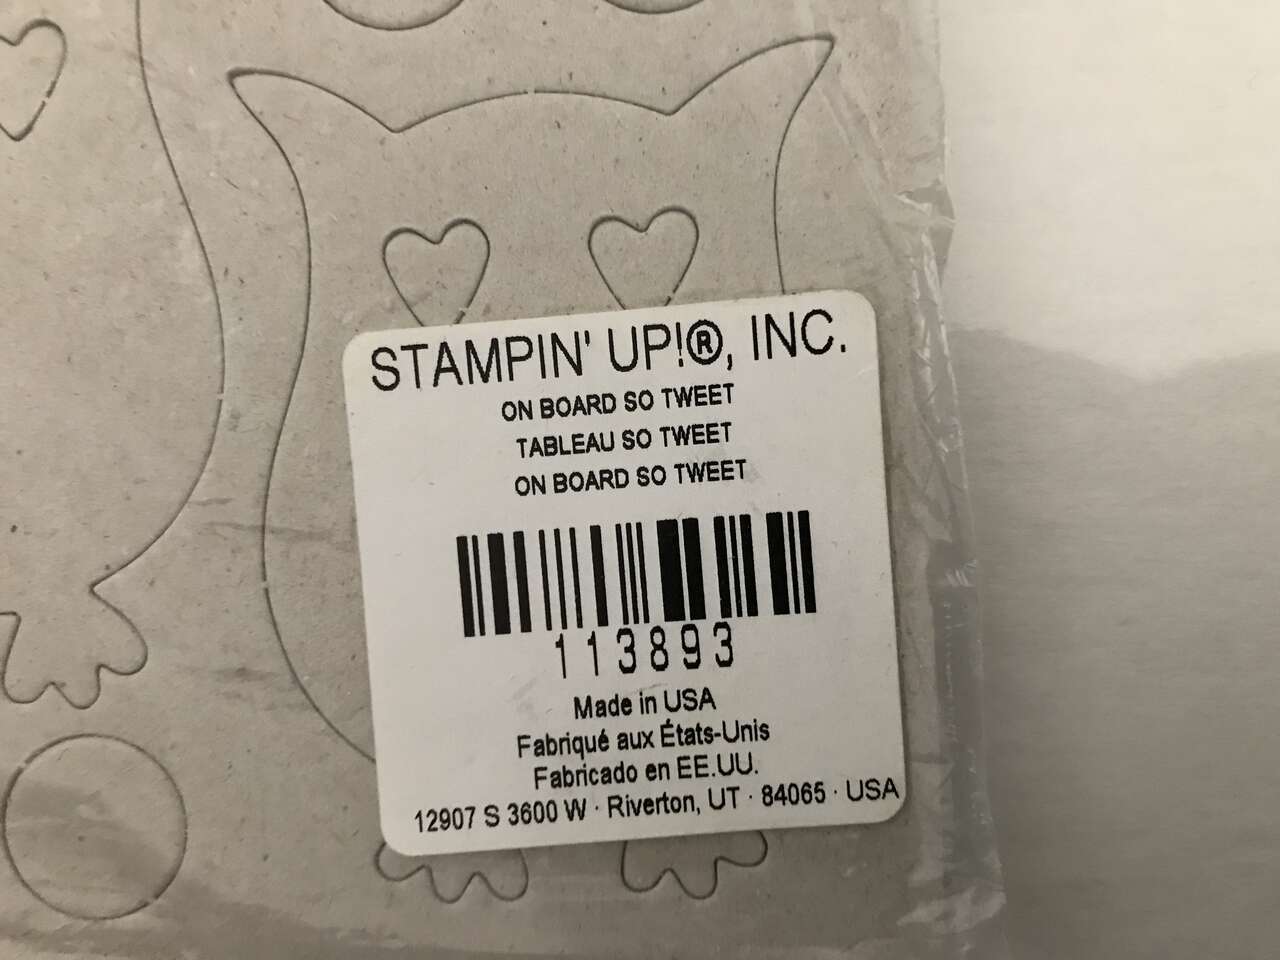 STAMPIN' UP!®, INC.
ON BOARD SO TWEET
TABLEAU SO TWEET
ON BOARD SO TWEET
113893
Made in USA
Fabriqué aux États-Unis
Fabricado en EE.UU.
12907 S 3600 W · Riverton, UT · 84065 · USA